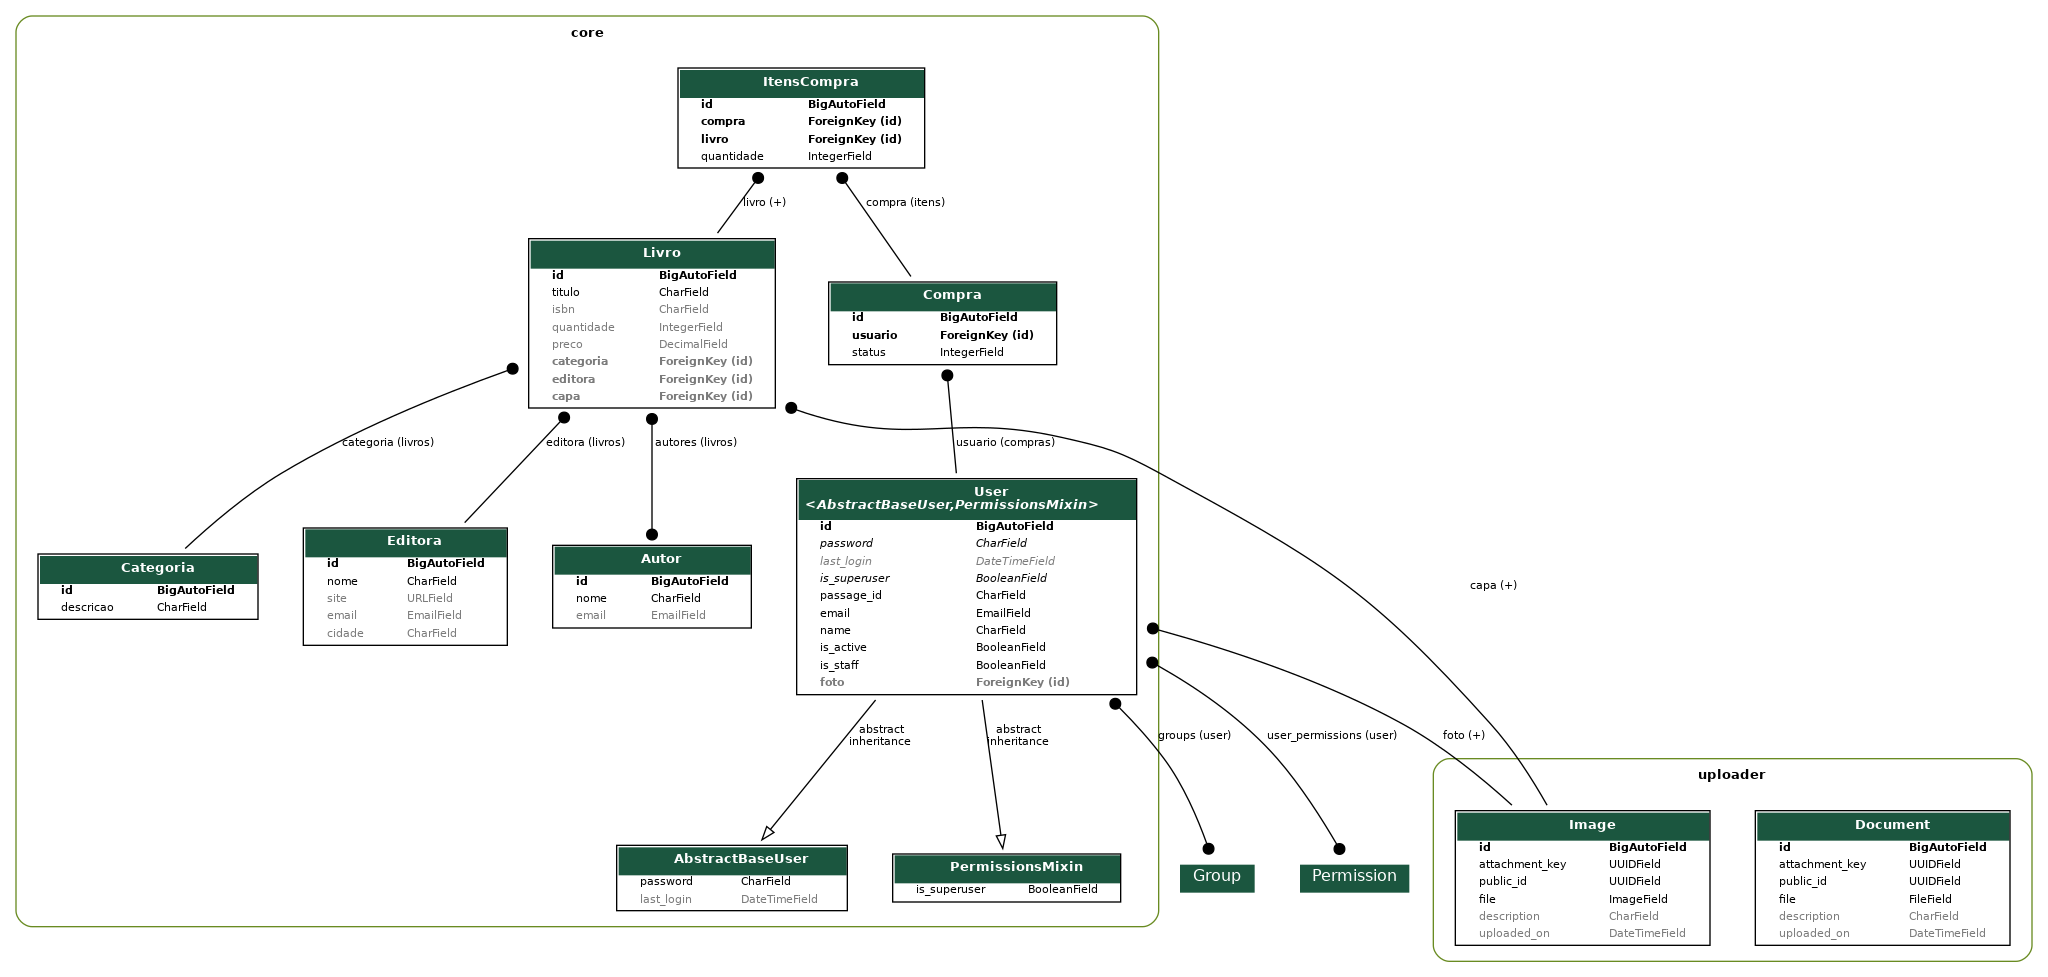 core
ItensCompra
id BigAutoField
compra ForeignKey (id)
livro ForeignKey (id)
quantidade IntegerField
livro (+)
compra (itens)
Livro
id BigAutoField
titulo CharField
isbn CharField
quantidade IntegerField
preco DecimalField
categoria ForeignKey (id)
editora ForeignKey (id)
capa ForeignKey (id)
Compra
id BigAutoField
usuario ForeignKey (id)
status IntegerField
categoria (livros)
editora (livros)
autores (livros)
usuario (compras)
capa (+)
Categoria
id BigAutoField
descricao CharField
Editora
id BigAutoField
nome CharField
site URLField
email EmailField
cidade CharField
Autor
id BigAutoField
nome CharField
email EmailField
User
<AbstractBaseUser,PermissionsMixin>
id BigAutoField
password CharField
last_login DateTimeField
is_superuser BooleanField
passage_id CharField
email EmailField
name CharField
is_active BooleanField
is_staff BooleanField
foto ForeignKey (id)
abstract
inheritance
abstract
inheritance
groups (user)
user_permissions (user)
foto (+)
AbstractBaseUser
password CharField
last_login DateTimeField
PermissionsMixin
is_superuser BooleanField
Group
Permission
uploader
Image
id BigAutoField
attachment_key UUIDField
public_id UUIDField
file ImageField
description CharField
uploaded_on DateTimeField
Document
id BigAutoField
attachment_key UUIDField
public_id UUIDField
file FileField
description CharField
uploaded_on DateTimeField